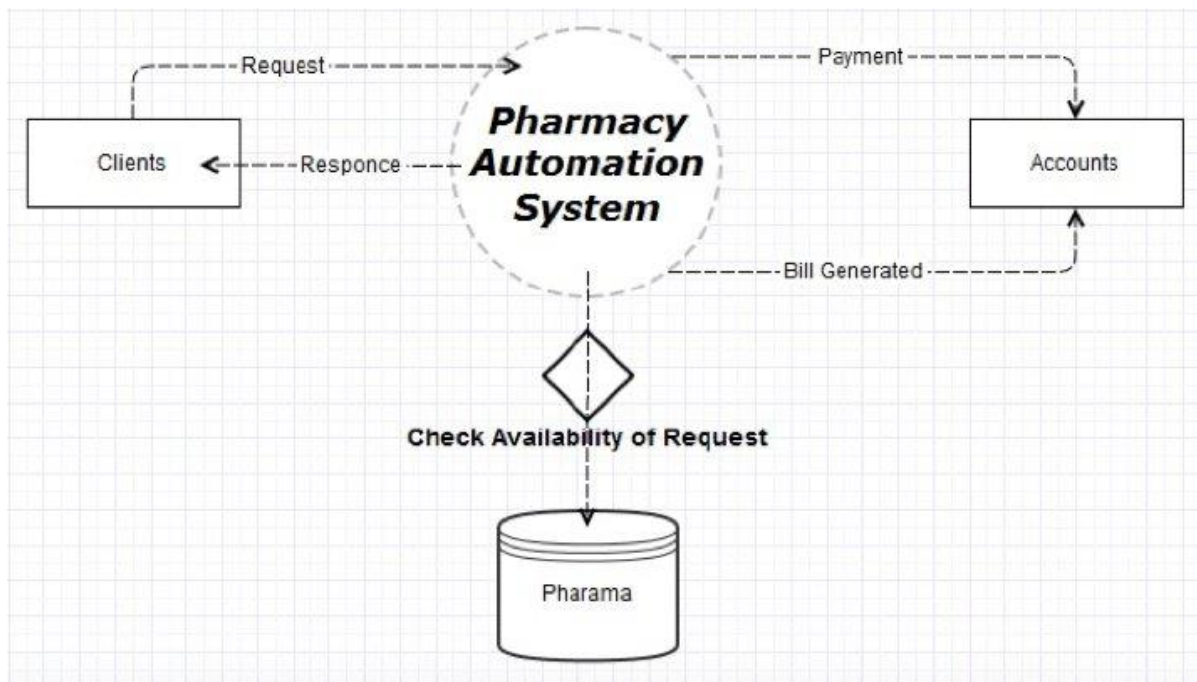 Request
Payment
Pharmacy
Automation
System
Clients
Responce
Accounts
Bill Generated
Check Availability of Request
Pharama